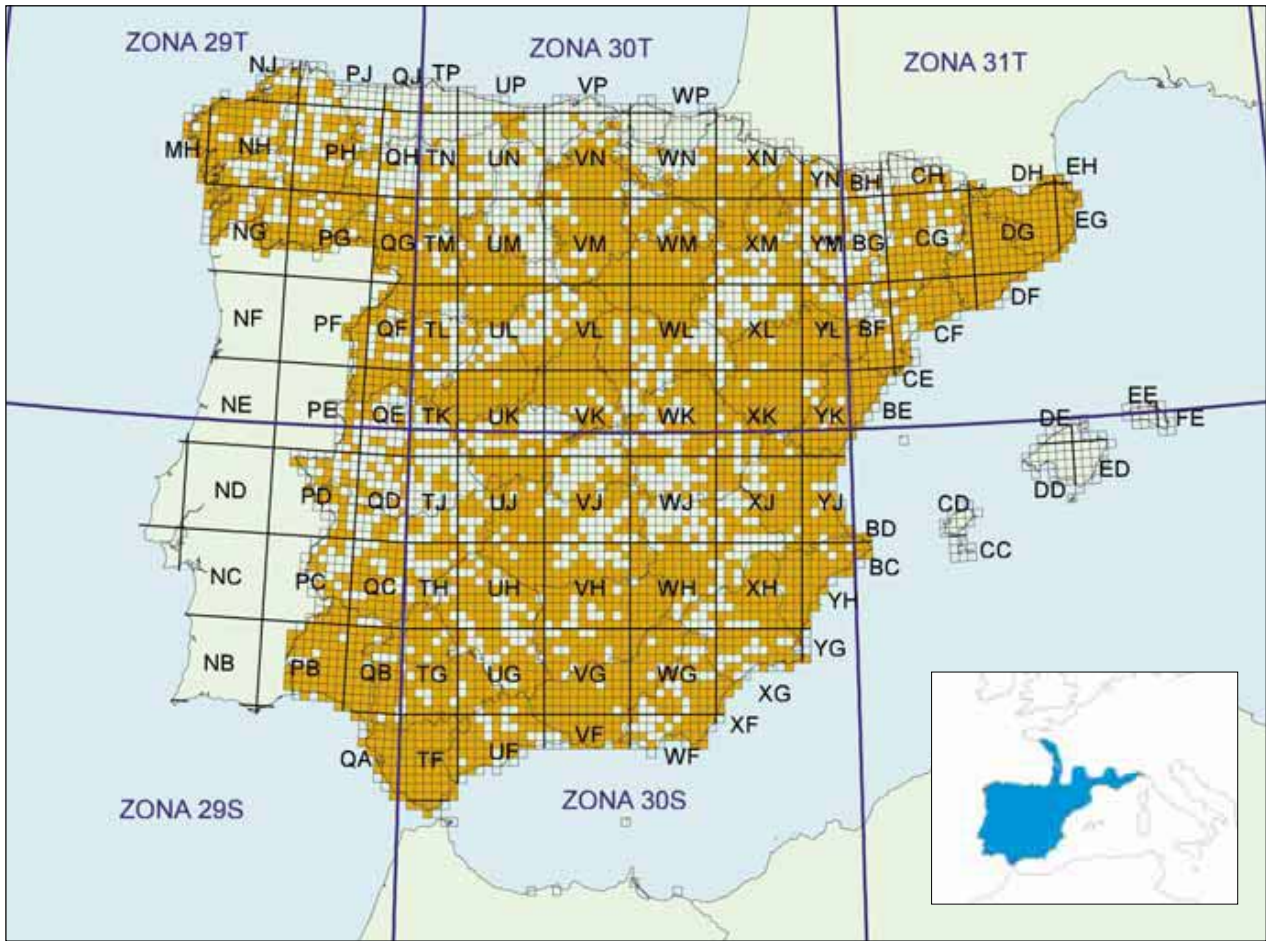 ZONA 29T
ZONA 30T
ZONA 31T
NJ PJ QJ TP UP VP WP
MH NH PH QH TN UN VN WN XN YN BH CH DH EH
NG PG QG TM UM VM WM XM YM BG CG DG EG
NF PF QF TL UL VL WL XL YL BF CF DF
NE PE QE TK UK VK WK XK YK BE CE DE EE FE
ND PD QD TJ UJ VJ WJ XJ YJ BD CD DD ED
NC PC QC TH UH VH WH XH YH BC CC
NB PB QB TG UG VG WG XG YG
QA TF UF VF WF XF
ZONA 29S
ZONA 30S